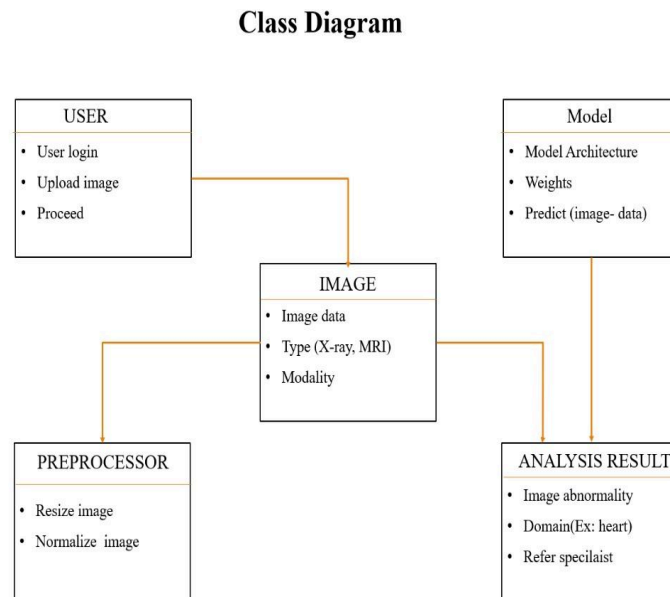 Class Diagram
USER
• User login
• Upload image
• Proceed
Model
• Model Architecture
• Weights
• Predict (image- data)
IMAGE
• Image data
• Type (X-ray, MRI)
• Modality
PREPROCESSOR
• Resize image
• Normalize image
ANALYSIS RESULT
• Image abnormality
• Domain(Ex: heart)
• Refer specilaist